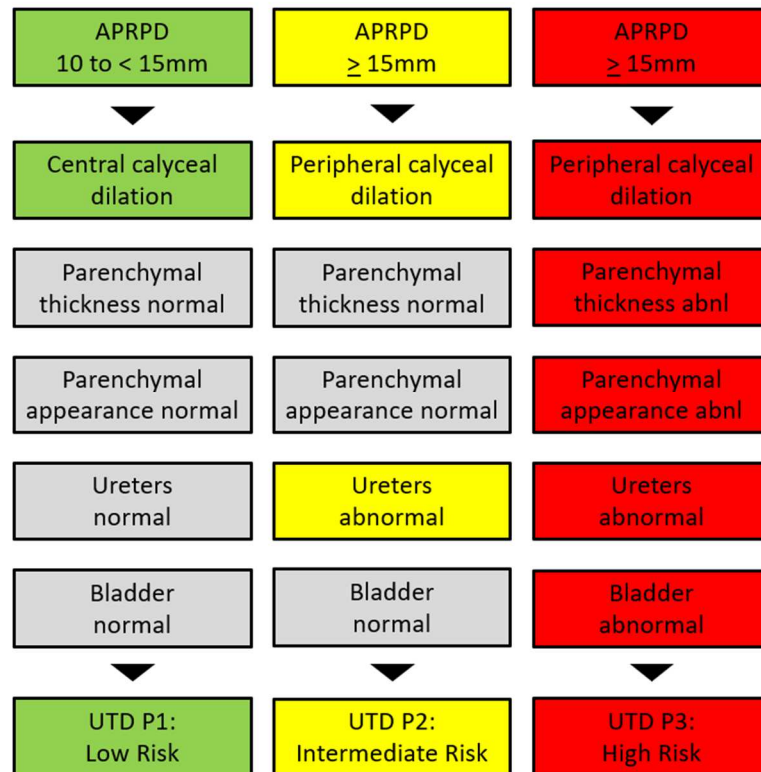 APRPD
10 to < 15mm
APRPD
≥ 15mm
APRPD
≥ 15mm
Central calyceal
dilation
Peripheral calyceal
dilation
Peripheral calyceal
dilation
Parenchymal
thickness normal
Parenchymal
thickness normal
Parenchymal
thickness abnl
Parenchymal
appearance normal
Parenchymal
appearance normal
Parenchymal
appearance abnl
Ureters
normal
Ureters
abnormal
Ureters
abnormal
Bladder
normal
Bladder
normal
Bladder
abnormal
UTD P1:
Low Risk
UTD P2:
Intermediate Risk
UTD P3:
High Risk